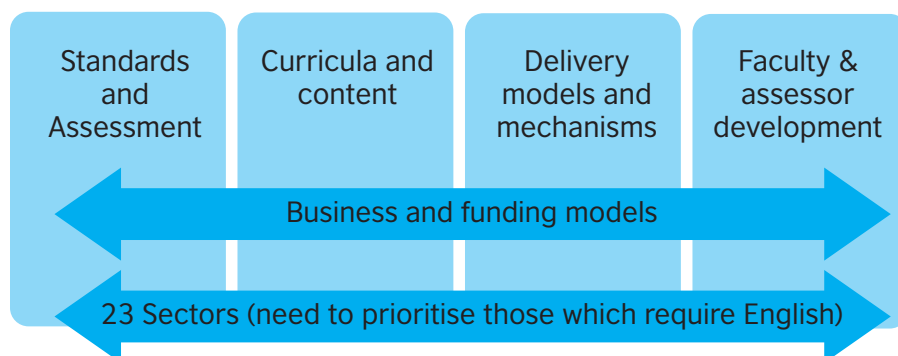 Standards
and
Assessment
Curricula and
content
Delivery
models and
mechanisms
Faculty &
assessor
development
Business and funding models
23 Sectors (need to prioritise those which require English)